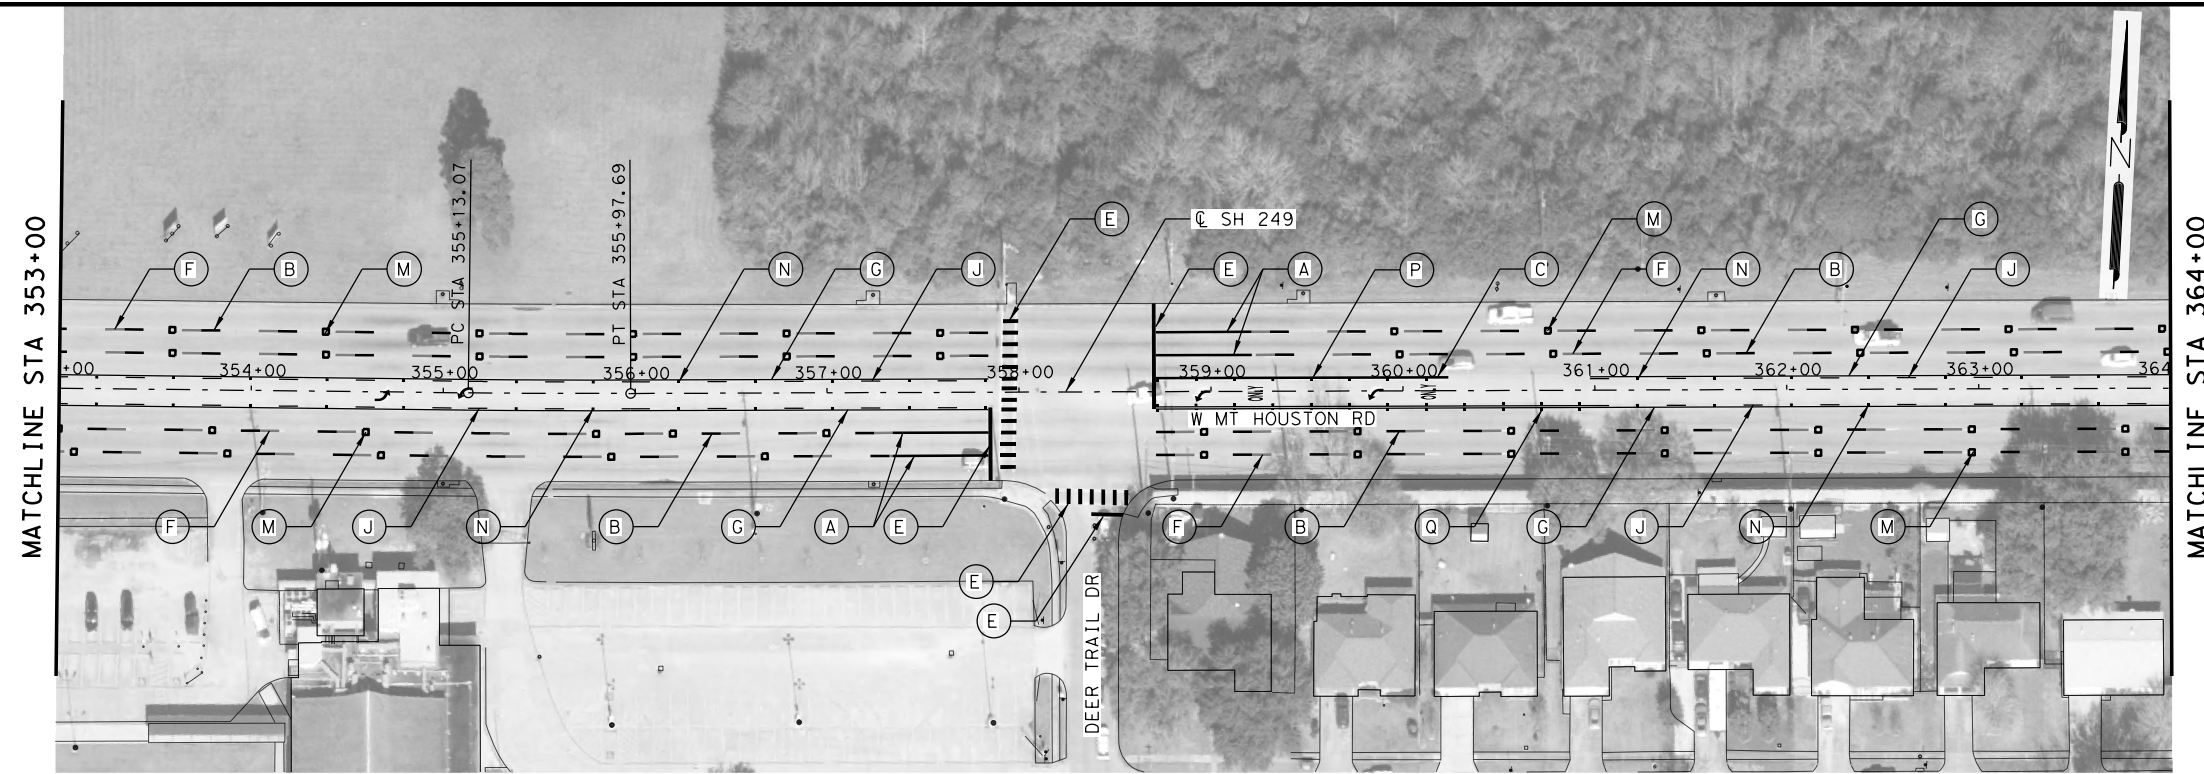 MATCHLINE STA 353+00
PC STA 355+13.07
PT STA 355+97.69
E
℄ SH 249
M
G
N
F
B
M
N
G
J
E
A
P
C
F
N
B
J
+00
354+00
355+00
356+00
357+00
358+00
359+00
360+00
361+00
362+00
363+00
364
ONLY
ONLY
W MT HOUSTON RD
F
M
J
N
B
G
A
E
F
B
Q
G
J
N
M
E
E
DEER TRAIL DR
MATCHLINE STA 364+00